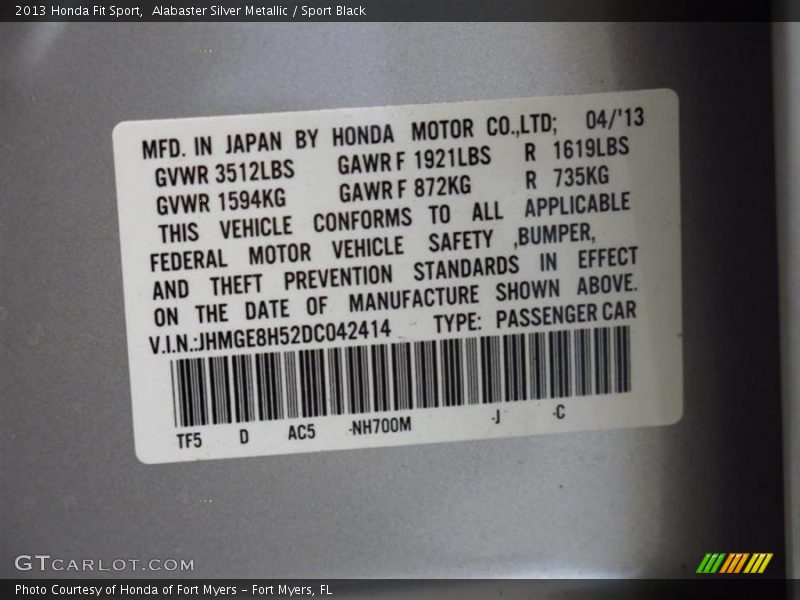 2013 Honda Fit Sport,  Alabaster Silver Metallic / Sport Black
MFD. IN JAPAN BY HONDA MOTOR CO.,LTD; 04/'13
GVWR 3512LBS GAWR F 1921LBS R 1619LBS
GVWR 1594KG GAWR F 872KG R 735KG
THIS VEHICLE CONFORMS TO ALL APPLICABLE
FEDERAL MOTOR VEHICLE SAFETY ,BUMPER,
AND THEFT PREVENTION STANDARDS IN EFFECT
ON THE DATE OF MANUFACTURE SHOWN ABOVE.
V.I.N.:JHMGE8H52DC042414 TYPE: PASSENGER CAR
TF5 D AC5 -NH700M -J -C
GTCARLOT.COM
Photo Courtesy of Honda of Fort Myers – Fort Myers, FL